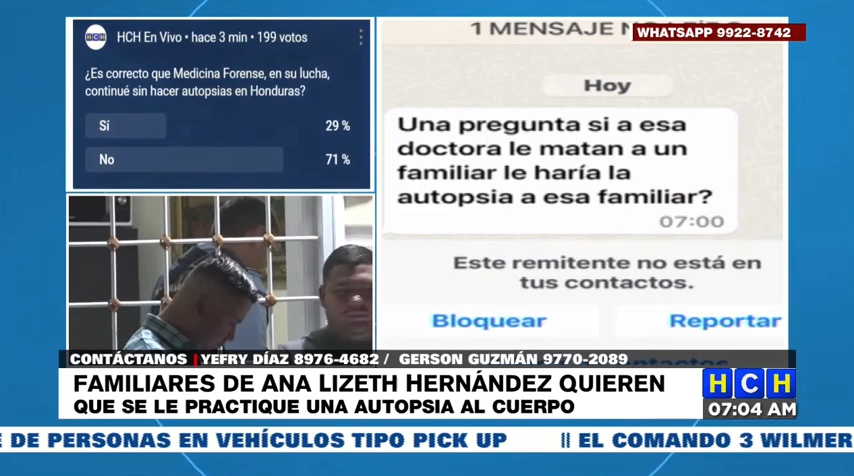 HCH En Vivo • hace 3 min • 199 votos
¿Es correcto que Medicina Forense, en su lucha,
continué sin hacer autopsias en Honduras?
Sí 29 %
No 71 %
1 MENSAJE NO LEÍDO
WHATSAPP 9922-8742
Hoy
Una pregunta si a esa
doctora le matan a un
familiar le haría la
autopsia a esa familiar?
07:00
Este remitente no está en
tus contactos.
Bloquear Reportar
CONTÁCTANOS | YEFRY DÍAZ 8976-4682 / GERSON GUZMÁN 9770-2089
FAMILIARES DE ANA LIZETH HERNÁNDEZ QUIEREN
QUE SE LE PRACTIQUE UNA AUTOPSIA AL CUERPO
HCH
07:04 AM
E DE PERSONAS EN VEHÍCULOS TIPO PICK UP || EL COMANDO 3 WILMER